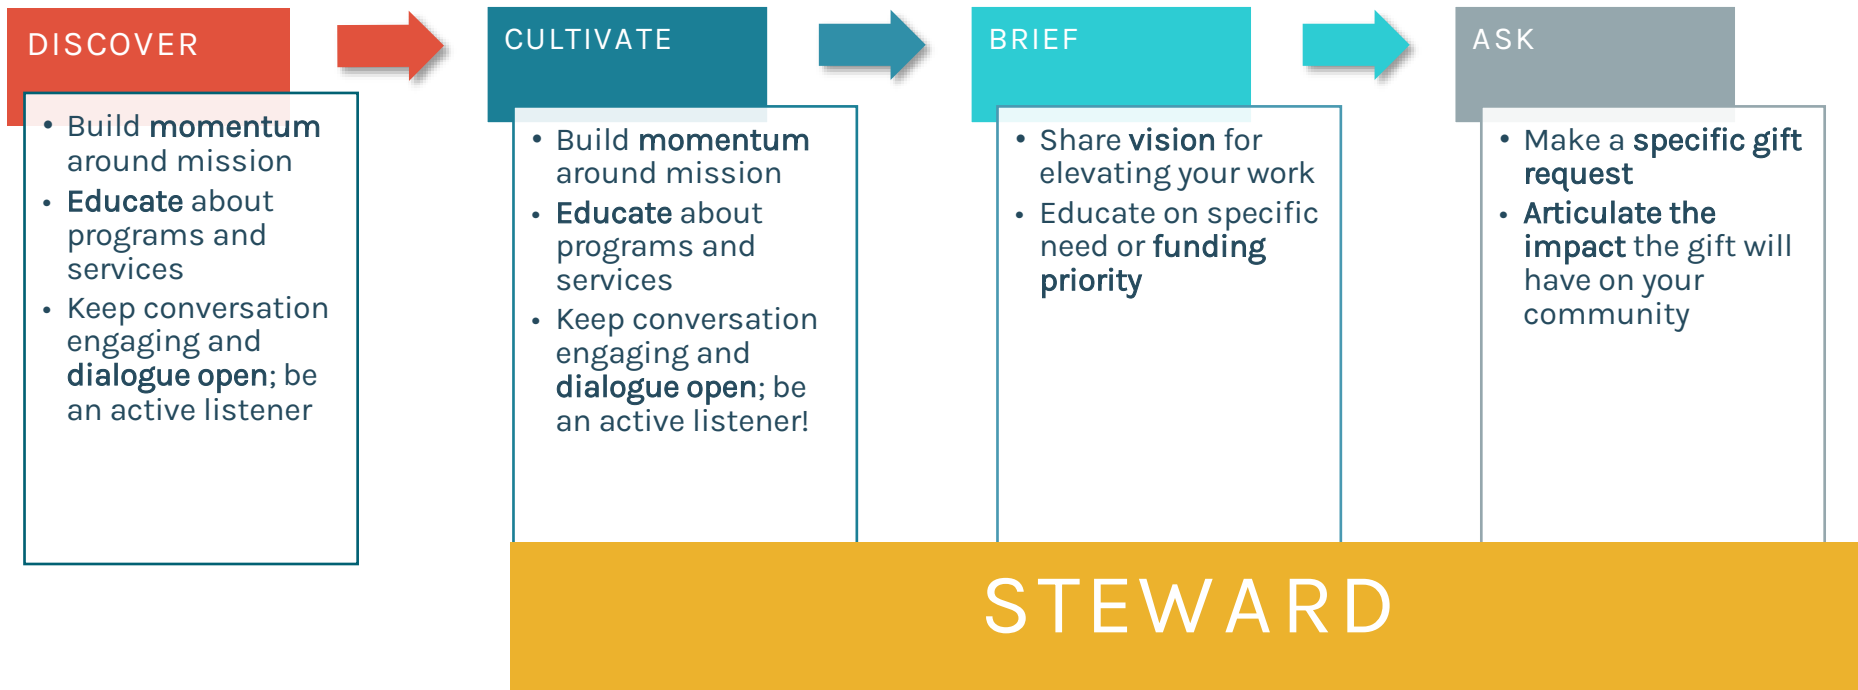 DISCOVER
• Build momentum
around mission
• Educate about
programs and
services
• Keep conversation
engaging and
dialogue open; be
an active listener
CULTIVATE
• Build momentum
around mission
• Educate about
programs and
services
• Keep conversation
engaging and
dialogue open; be
an active listener!
BRIEF
• Share vision for
elevating your work
• Educate on specific
need or funding
priority
ASK
• Make a specific gift
request
• Articulate the
impact the gift will
have on your
community
STEWARD